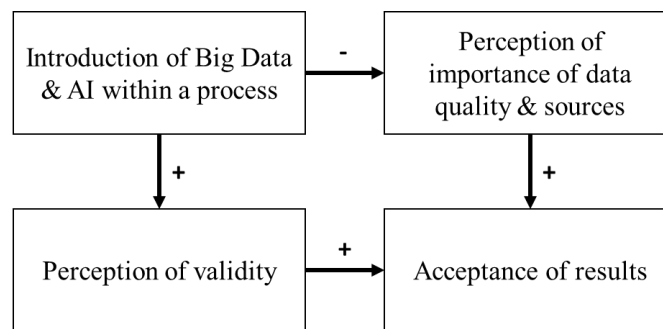 Introduction of Big Data
& AI within a process
-
Perception of
importance of data
quality & sources
+
+
Perception of validity
+
Acceptance of results